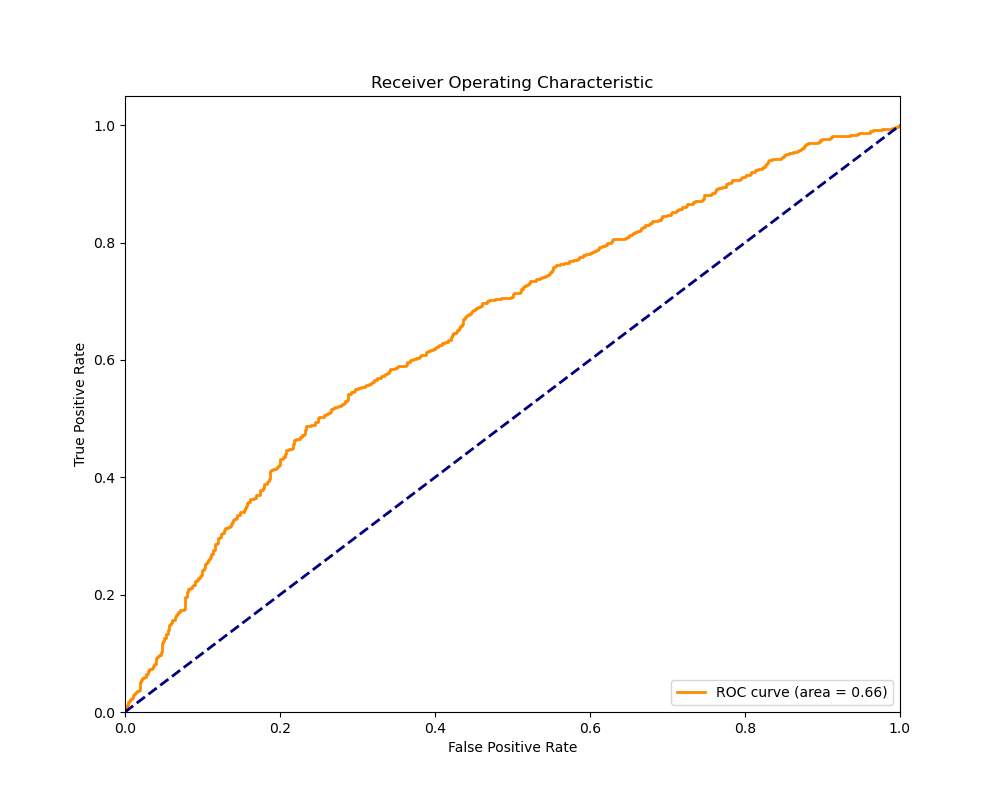 Receiver Operating Characteristic
1.0
0.8
0.6
0.4
0.2
0.0
True Positive Rate
ROC curve (area = 0.66)
0.0 0.2 0.4 0.6 0.8 1.0
False Positive Rate